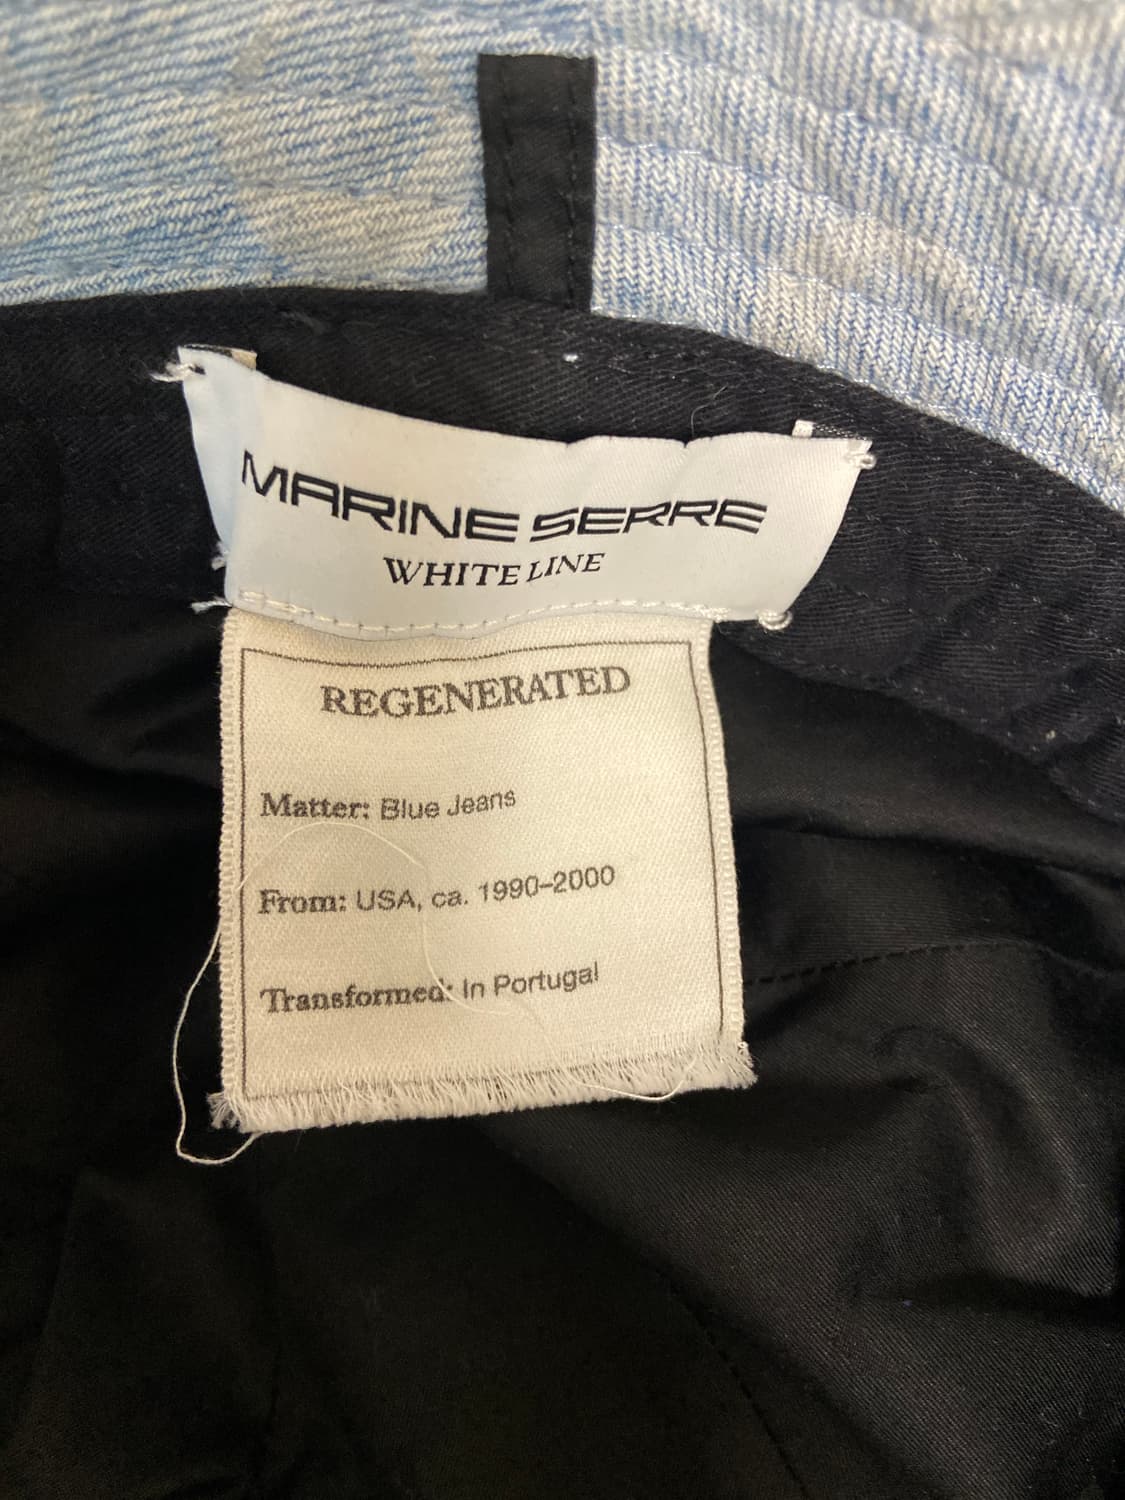 MARINE SERRE
WHITE LINE
REGENERATED
Matter: Blue Jeans
From: USA, ca. 1990–2000
Transformed: In Portugal